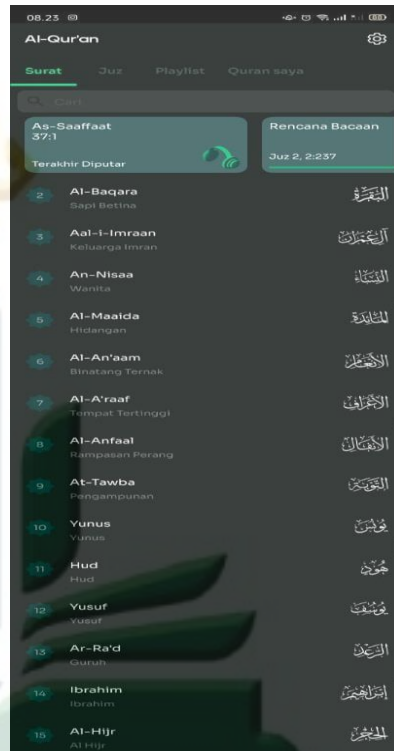 08.23
Al-Qur'an
Surat Juz Playlist Quran saya
Cari
As-Saaffaat
37:1
Terakhir Diputar
Rencana Bacaan
Juz 2, 2:237
2 Al-Baqara البقرة
Sapi Betina
3 Aal-i-Imraan آل عمران
Keluarga Imran
4 An-Nisaa النساء
Wanita
5 Al-Maaida المائدة
Hidangan
6 Al-An'aam الأنعام
Binatang Ternak
7 Al-A'raaf الأعراف
Tempat Tertinggi
8 Al-Anfaal الأنفال
Rampasan Perang
9 At-Tawba التوبة
Pengampunan
10 Yunus يونس
Yunus
11 Hud هود
Hud
12 Yusuf يوسف
Yusuf
13 Ar-Ra'd الرعد
Guruh
14 Ibrahim إبراهيم
Ibrahim
15 Al-Hijr الحجر
Al Hijr